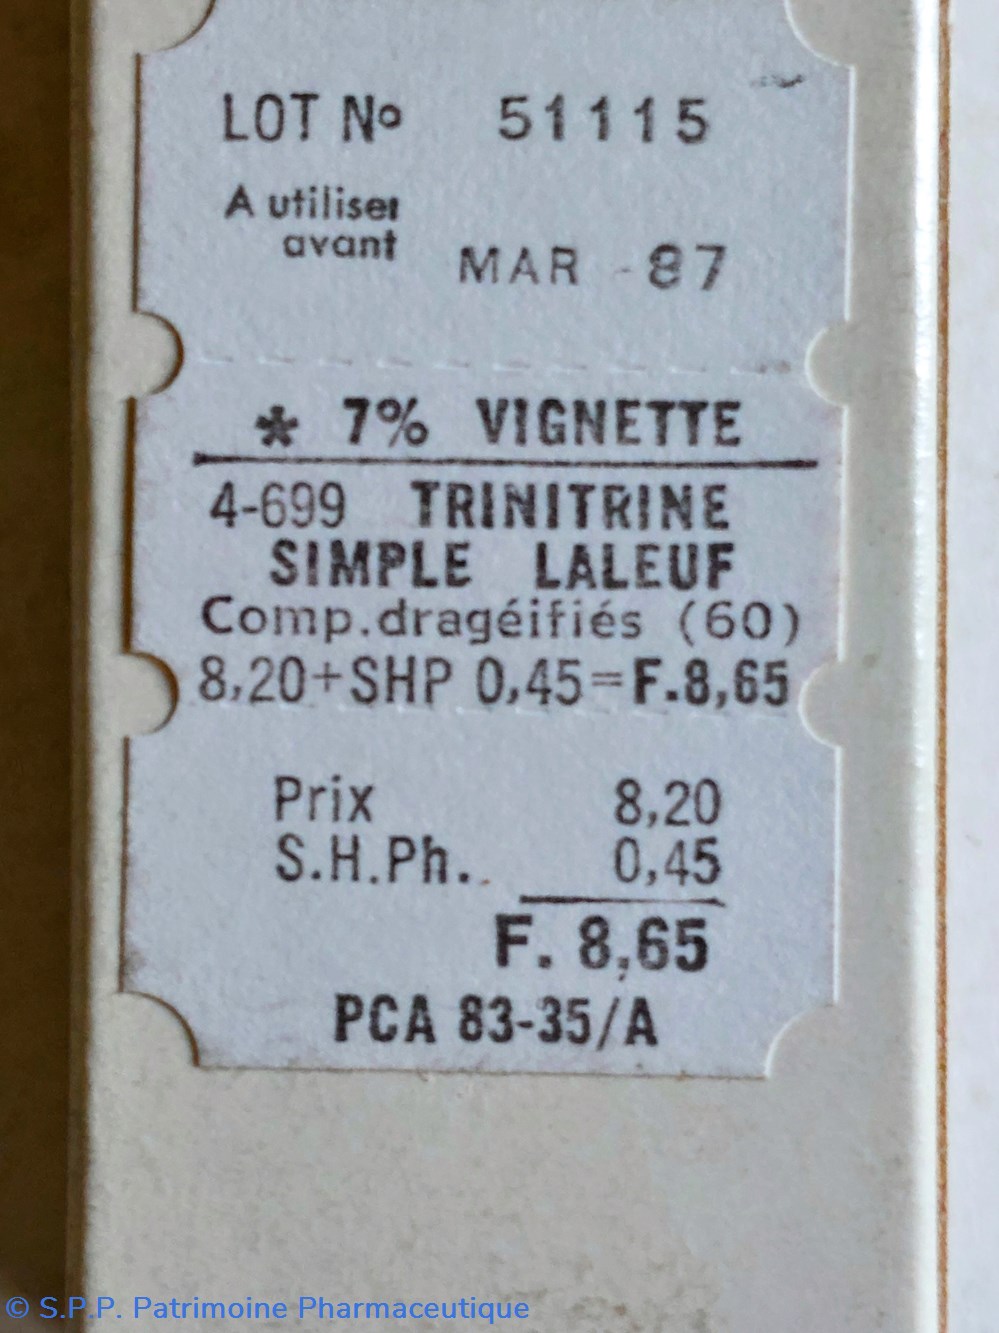 LOT Nº 51115
A utiliser
avant MAR - 87
* 7% VIGNETTE
4-699 TRINITRINE
SIMPLE LALEUF
Comp.dragéifiés (60)
8,20+SHP 0,45=F.8,65
Prix 8,20
S.H.Ph. 0,45
F. 8,65
PCA 83-35/A
© S.P.P. Patrimoine Pharmaceutique